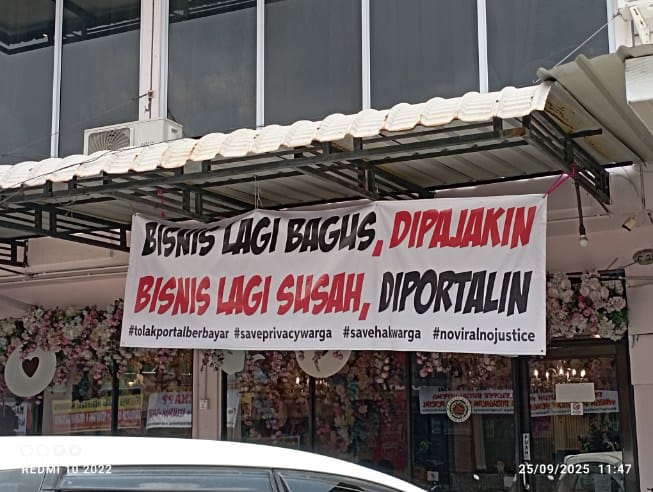 BISNIS LAGI BAGUS, DIPAJAKIN
BISNIS LAGI SUSAH, DIPORTALIN
#tolakportalberbayar #saveprivacywarga #savehakwarga #noviralnojustice
REDMI 10 2022
25/09/2025 11:47